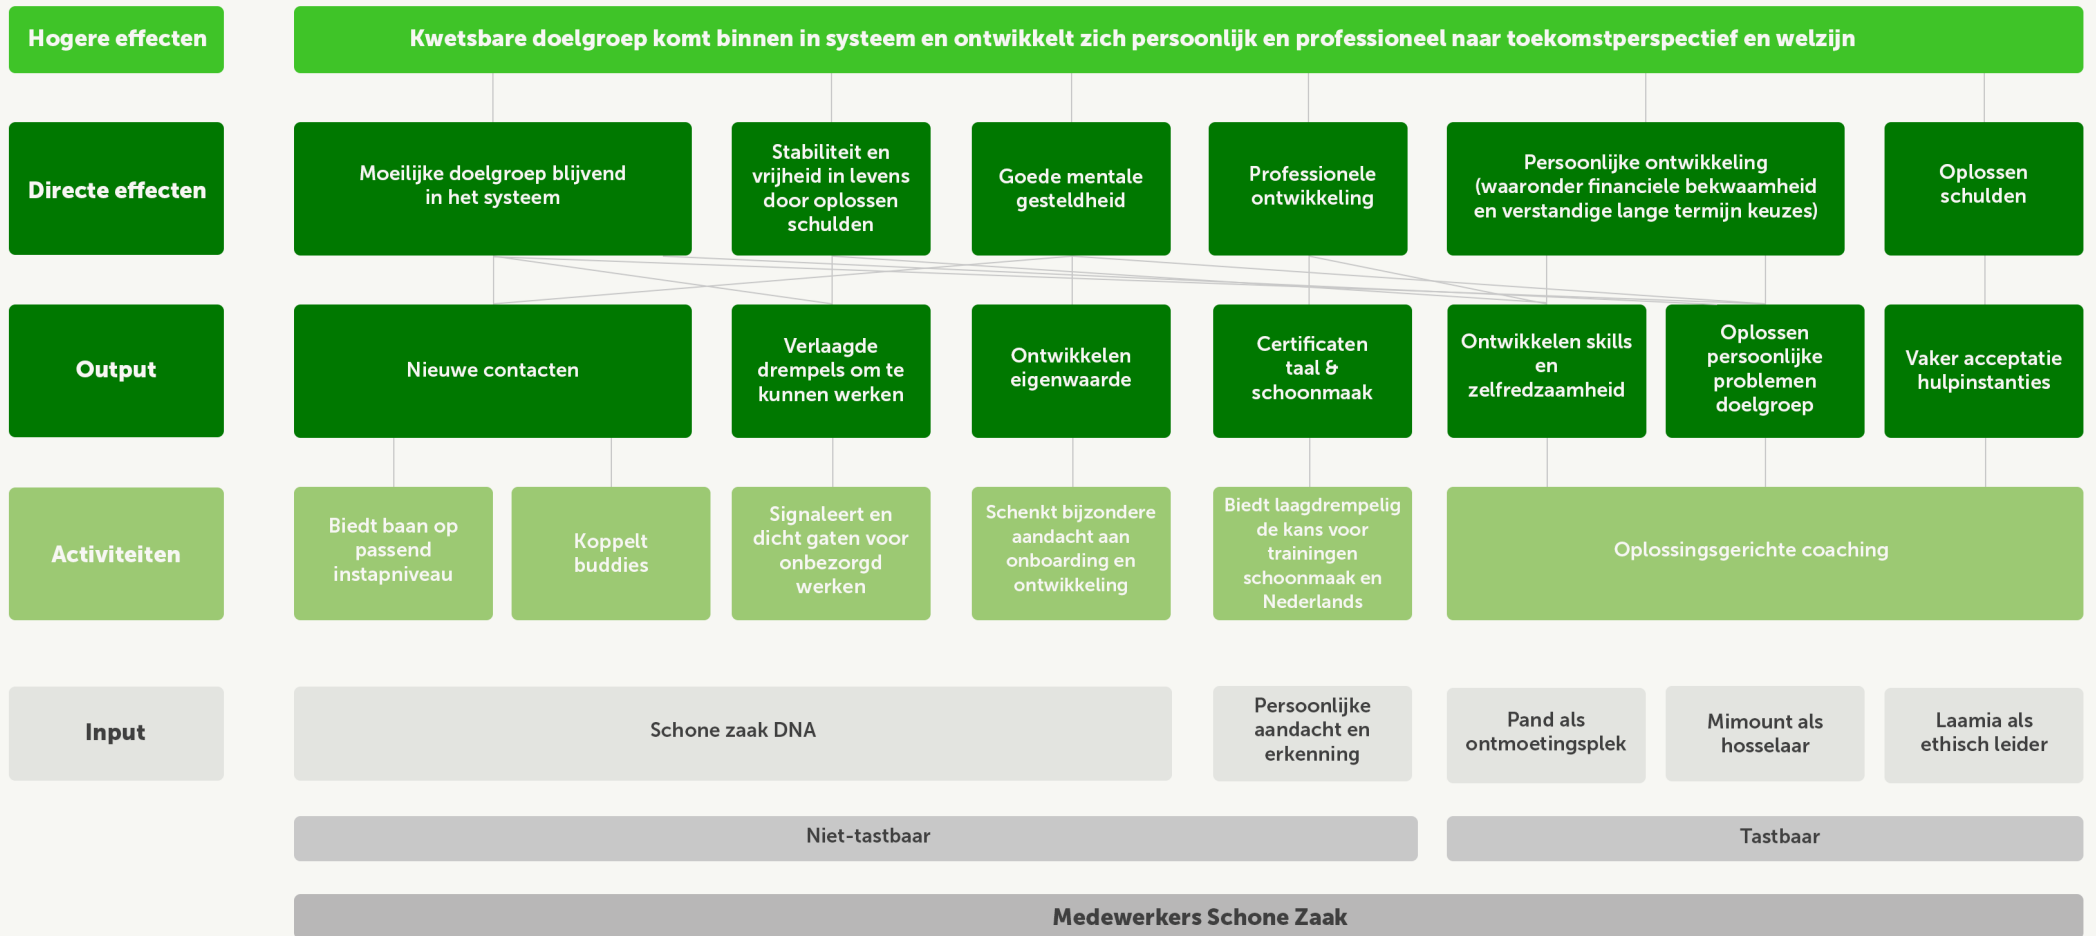 Hogere effecten
Kwetsbare doelgroep komt binnen in systeem en ontwikkelt zich persoonlijk en professioneel naar toekomstperspectief en welzijn
Directe effecten
Moeilijke doelgroep blijvend
in het systeem
Stabiliteit en
vrijheid in levens
door oplossen
schulden
Goede mentale
gesteldheid
Professionele
ontwikkeling
Persoonlijke ontwikkeling
(waaronder financiele bekwaamheid
en verstandige lange termijn keuzes)
Oplossen
schulden
Output
Nieuwe contacten
Verlaagde
drempels om te
kunnen werken
Ontwikkelen
eigenwaarde
Certificaten
taal &
schoonmaak
Ontwikkelen skills
en
zelfredzaamheid
Oplossen
persoonlijke
problemen
doelgroep
Vaker acceptatie
hulpinstanties
Activiteiten
Biedt baan op
passend
instapniveau
Koppelt
buddies
Signaleert en
dicht gaten voor
onbezorgd
werken
Schenkt bijzondere
aandacht aan
onboarding en
ontwikkeling
Biedt laagdrempelig
de kans voor
trainingen
schoonmaak en
Nederlands
Oplossingsgerichte coaching
Input
Schone zaak DNA
Persoonlijke
aandacht en
erkenning
Pand als
ontmoetingsplek
Mimount als
hosselaar
Laamia als
ethisch leider
Niet-tastbaar
Tastbaar
Medewerkers Schone Zaak